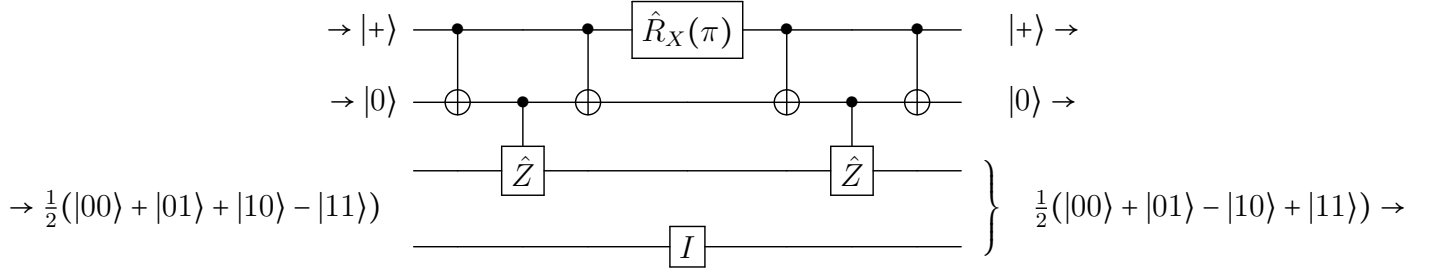 → |+⟩ R̂_X(π) |+⟩ →
→ |0⟩ |0⟩ →
Ẑ Ẑ
→ ½(|00⟩ + |01⟩ + |10⟩ − |11⟩) } ½(|00⟩ + |01⟩ − |10⟩ + |11⟩) →
I